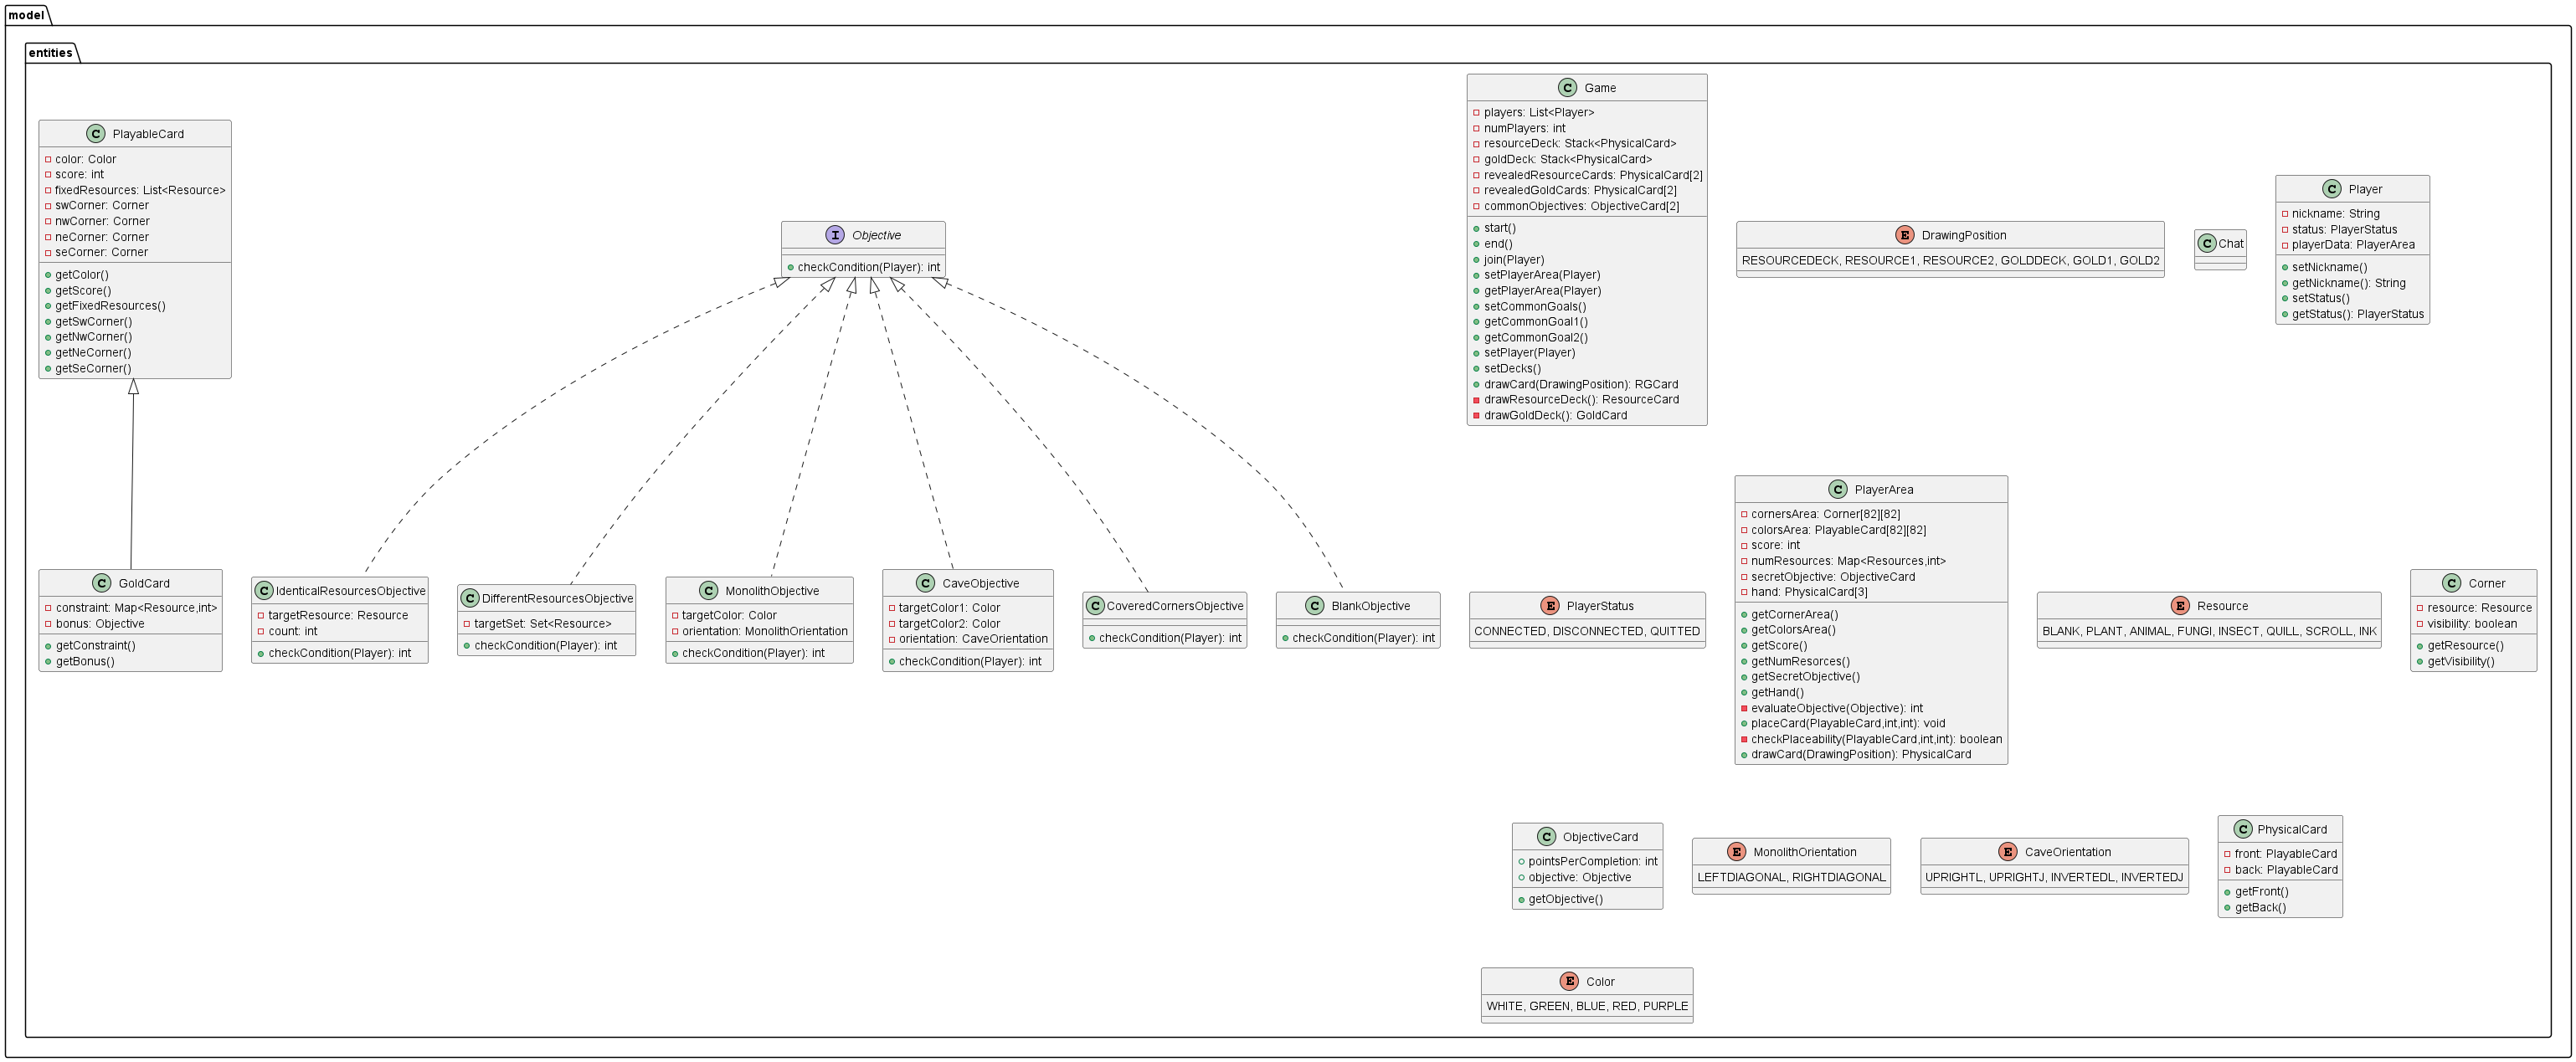 model
entities
C PlayableCard
color: Color
score: int
fixedResources: List<Resource>
swCorner: Corner
nwCorner: Corner
neCorner: Corner
seCorner: Corner
getColor()
getScore()
getFixedResources()
getSwCorner()
getNwCorner()
getNeCorner()
getSeCorner()
I Objective
checkCondition(Player): int
C Game
players: List<Player>
numPlayers: int
resourceDeck: Stack<PhysicalCard>
goldDeck: Stack<PhysicalCard>
revealedResourceCards: PhysicalCard[2]
revealedGoldCards: PhysicalCard[2]
commonObjectives: ObjectiveCard[2]
start()
end()
join(Player)
setPlayerArea(Player)
getPlayerArea(Player)
setCommonGoals()
getCommonGoal1()
getCommonGoal2()
setPlayer(Player)
setDecks()
drawCard(DrawingPosition): RGCard
drawResourceDeck(): ResourceCard
drawGoldDeck(): GoldCard
E DrawingPosition
RESOURCEDECK, RESOURCE1, RESOURCE2, GOLDDECK, GOLD1, GOLD2
C Chat
C Player
nickname: String
status: PlayerStatus
playerData: PlayerArea
setNickname()
getNickname(): String
setStatus()
getStatus(): PlayerStatus
C GoldCard
constraint: Map<Resource,int>
bonus: Objective
getConstraint()
getBonus()
C IdenticalResourcesObjective
targetResource: Resource
count: int
checkCondition(Player): int
C DifferentResourcesObjective
targetSet: Set<Resource>
checkCondition(Player): int
C MonolithObjective
targetColor: Color
orientation: MonolithOrientation
checkCondition(Player): int
C CaveObjective
targetColor1: Color
targetColor2: Color
orientation: CaveOrientation
checkCondition(Player): int
C CoveredCornersObjective
checkCondition(Player): int
C BlankObjective
checkCondition(Player): int
E PlayerStatus
CONNECTED, DISCONNECTED, QUITTED
C PlayerArea
cornersArea: Corner[82][82]
colorsArea: PlayableCard[82][82]
score: int
numResources: Map<Resources,int>
secretObjective: ObjectiveCard
hand: PhysicalCard[3]
getCornerArea()
getColorsArea()
getScore()
getNumResorces()
getSecretObjective()
getHand()
evaluateObjective(Objective): int
placeCard(PlayableCard,int,int): void
checkPlaceability(PlayableCard,int,int): boolean
drawCard(DrawingPosition): PhysicalCard
E Resource
BLANK, PLANT, ANIMAL, FUNGI, INSECT, QUILL, SCROLL, INK
C Corner
resource: Resource
visibility: boolean
getResource()
getVisibility()
C ObjectiveCard
pointsPerCompletion: int
objective: Objective
getObjective()
E MonolithOrientation
LEFTDIAGONAL, RIGHTDIAGONAL
E CaveOrientation
UPRIGHTL, UPRIGHTJ, INVERTEDL, INVERTEDJ
C PhysicalCard
front: PlayableCard
back: PlayableCard
getFront()
getBack()
E Color
WHITE, GREEN, BLUE, RED, PURPLE